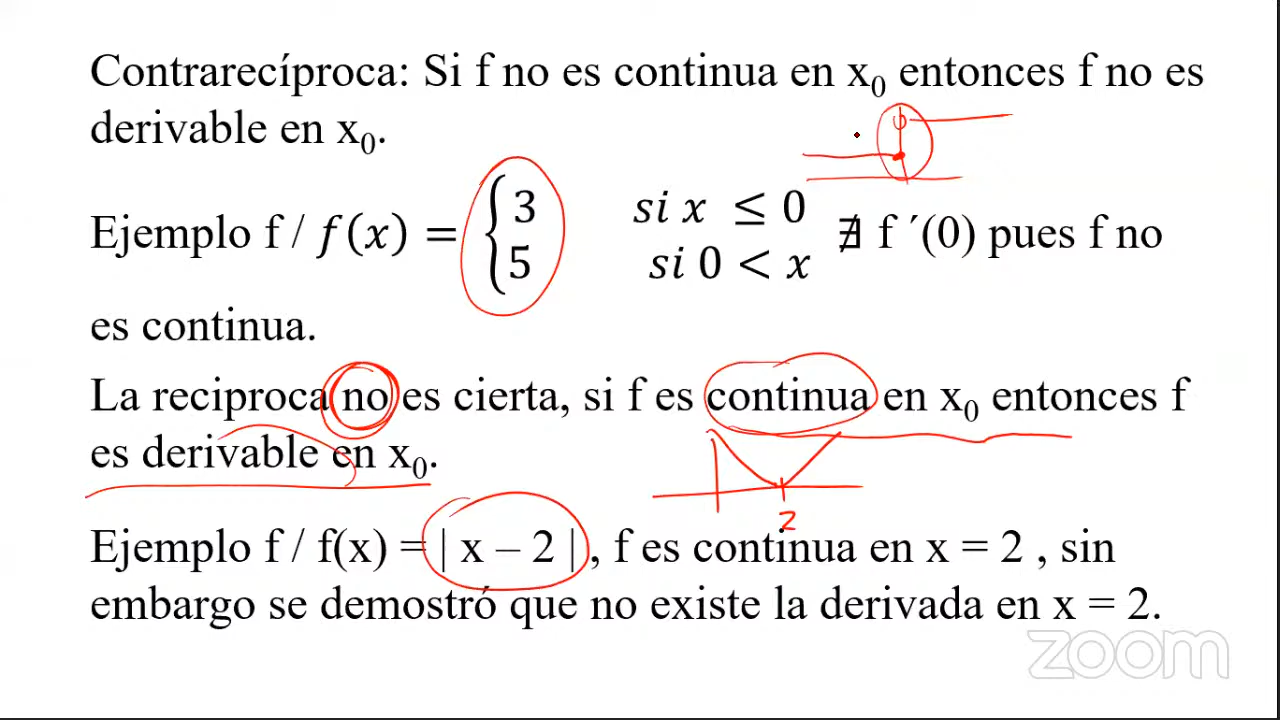 Contrarecíproca: Si f no es continua en x₀ entonces f no es
derivable en x₀.
Ejemplo f / f(x) = { 3 si x ≤ 0
5 si 0 < x ∄ f ´(0) pues f no
es continua.
La reciproca no es cierta, si f es continua en x₀ entonces f
es derivable en x₀.
2
Ejemplo f / f(x) = | x – 2 | , f es continua en x = 2 , sin
embargo se demostró que no existe la derivada en x = 2.
zoom